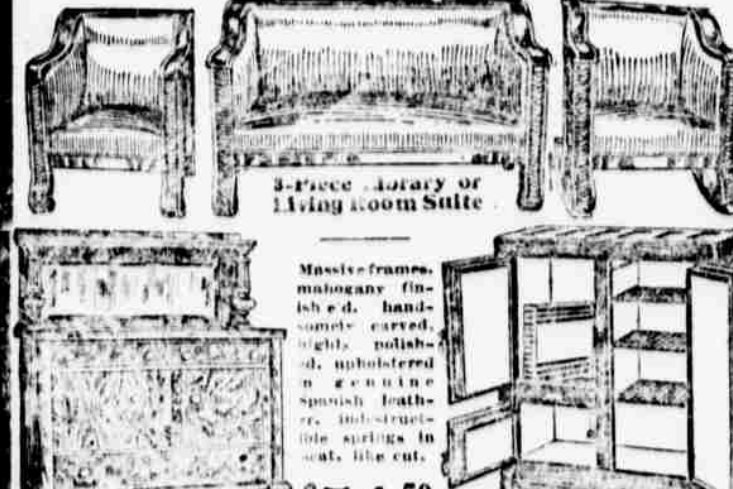 3-Piece Library or
Living Room Suite
Massive frames,
mahogany fin-
ished, hand-
somely carved,
highly polish-
ed, upholstered
in genuine
Spanish leath-
er, indestruct-
ible springs in
seat, like cut,